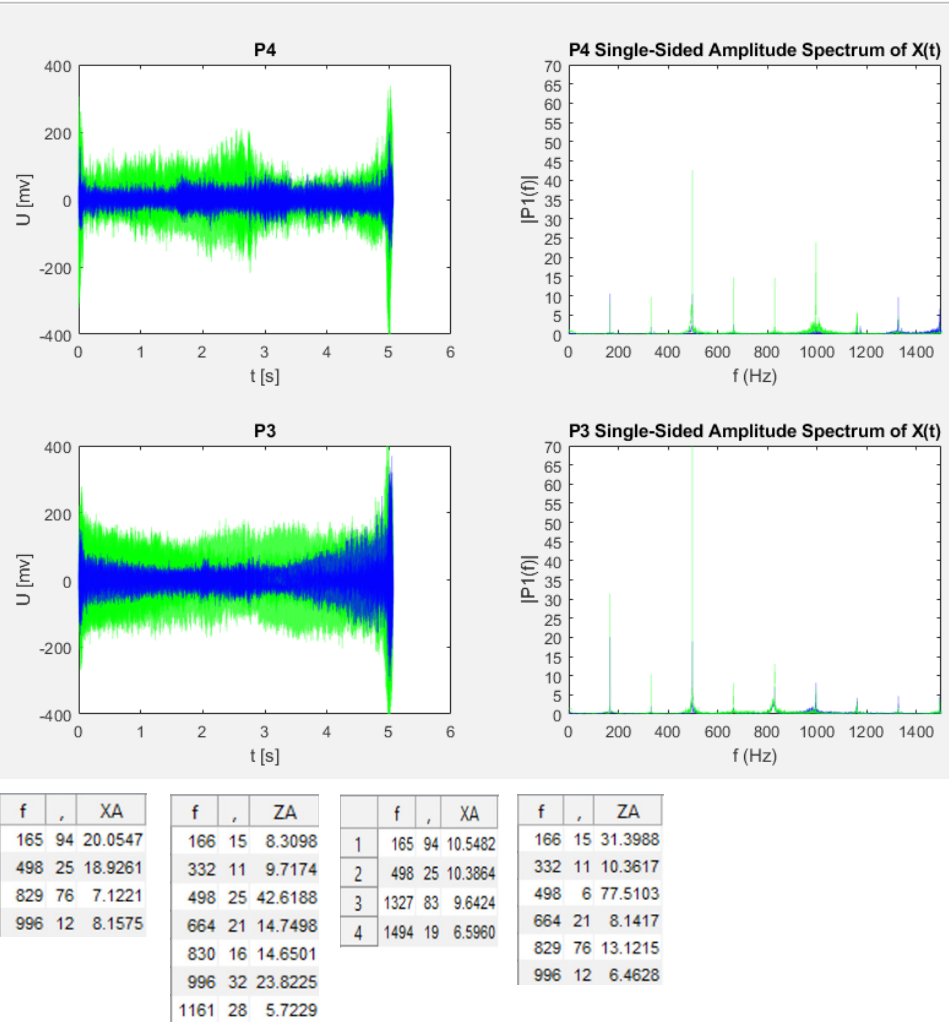 P4
400
200
0
-200
-400
U [mv]
0 1 2 3 4 5 6
t [s]
P4 Single-Sided Amplitude Spectrum of X(t)
70
65
60
55
50
45
40
35
30
25
20
15
10
5
0
|P1(f)|
0 200 400 600 800 1000 1200 1400
f (Hz)
P3
400
200
0
-200
-400
U [mv]
0 1 2 3 4 5 6
t [s]
P3 Single-Sided Amplitude Spectrum of X(t)
70
65
60
55
50
45
40
35
30
25
20
15
10
5
0
|P1(f)|
0 200 400 600 800 1000 1200 1400
f (Hz)
f , XA
165 94 20.0547
498 25 18.9261
829 76 7.1221
996 12 8.1575
f , ZA
166 15 8.3098
332 11 9.7174
498 25 42.6188
664 21 14.7498
830 16 14.6501
996 32 23.8225
1161 28 5.7229
f , XA
1 165 94 10.5482
2 498 25 10.3864
3 1327 83 9.6424
4 1494 19 6.5960
f , ZA
166 15 31.3988
332 11 10.3617
498 6 77.5103
664 21 8.1417
829 76 13.1215
996 12 6.4628